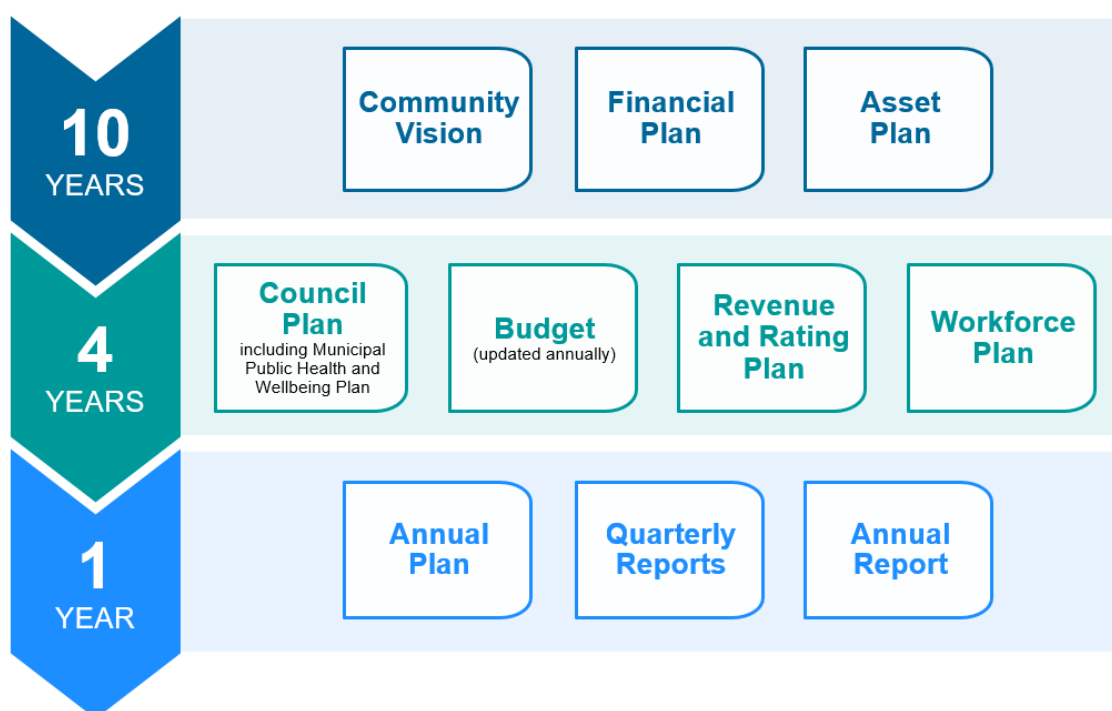 10
YEARS
Community
Vision
Financial
Plan
Asset
Plan
4
YEARS
Council
Plan
including Municipal
Public Health and
Wellbeing Plan
Budget
(updated annually)
Revenue
and Rating
Plan
Workforce
Plan
1
YEAR
Annual
Plan
Quarterly
Reports
Annual
Report